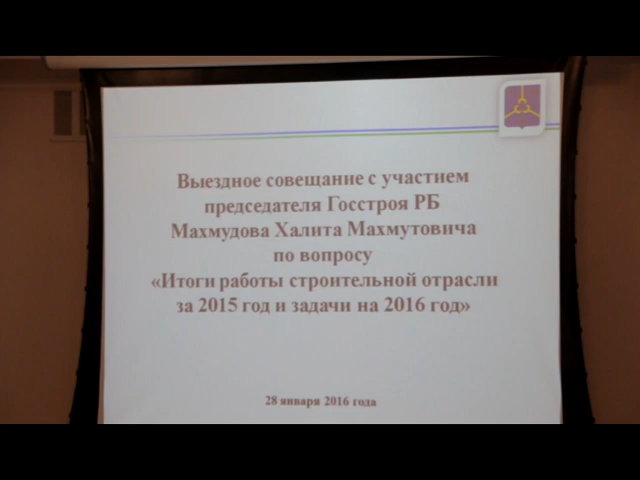 Выездное совещание с участием
председателя Госстроя РБ
Махмудова Халита Махмутовича
по вопросу
«Итоги работы строительной отрасли
за 2015 год и задачи на 2016 год»
28 января 2016 года